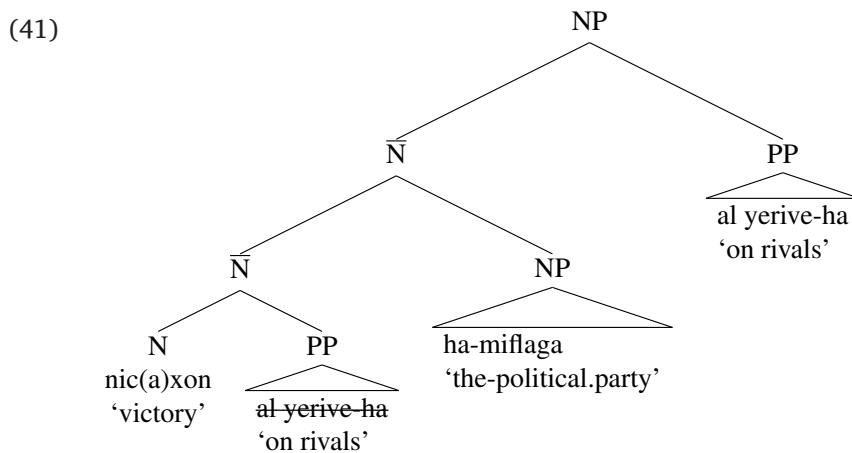 (41)
NP
N̅
PP
al yerive-ha
'on rivals'
N̅
NP
N
PP
ha-miflaga
'the-political.party'
nic(a)xon
'victory'
al yerive-ha
'on rivals'